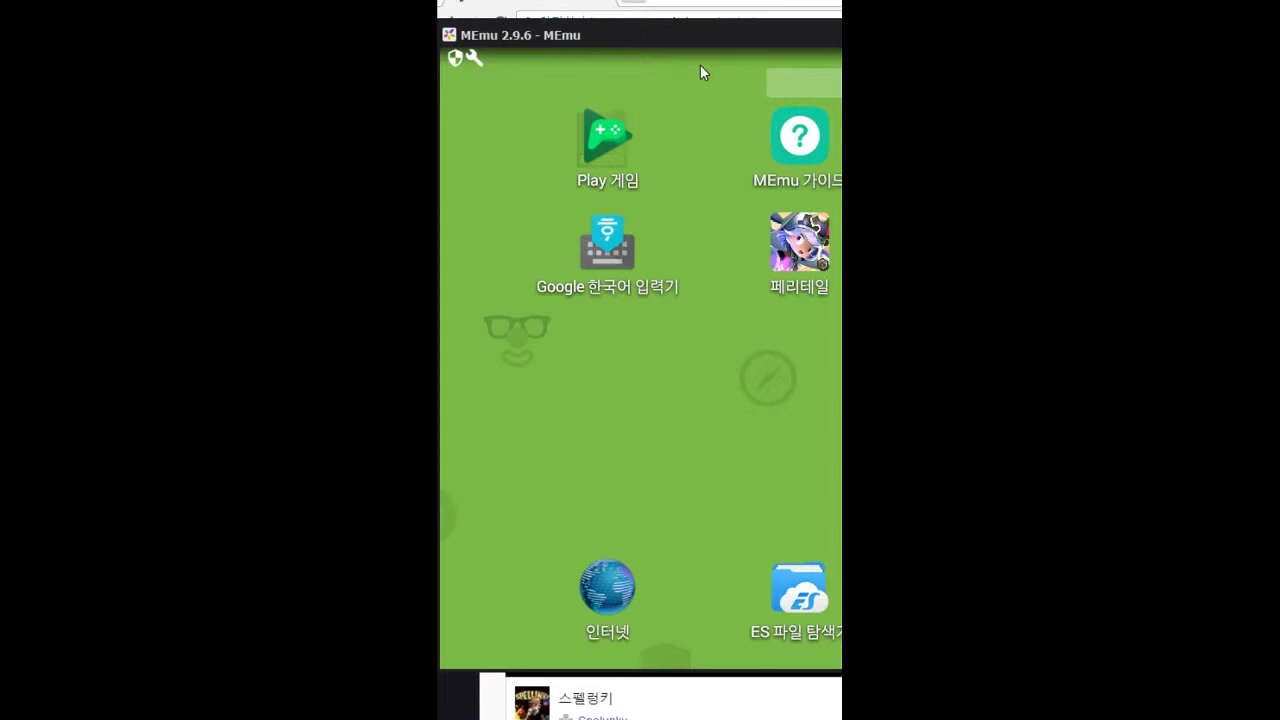 MEmu 2.9.6 - MEmu
Play 게임
MEmu 가이드
Google 한국어 입력기
페리테일
인터넷
ES 파일 탐색기
스펠렁키
Spelunky